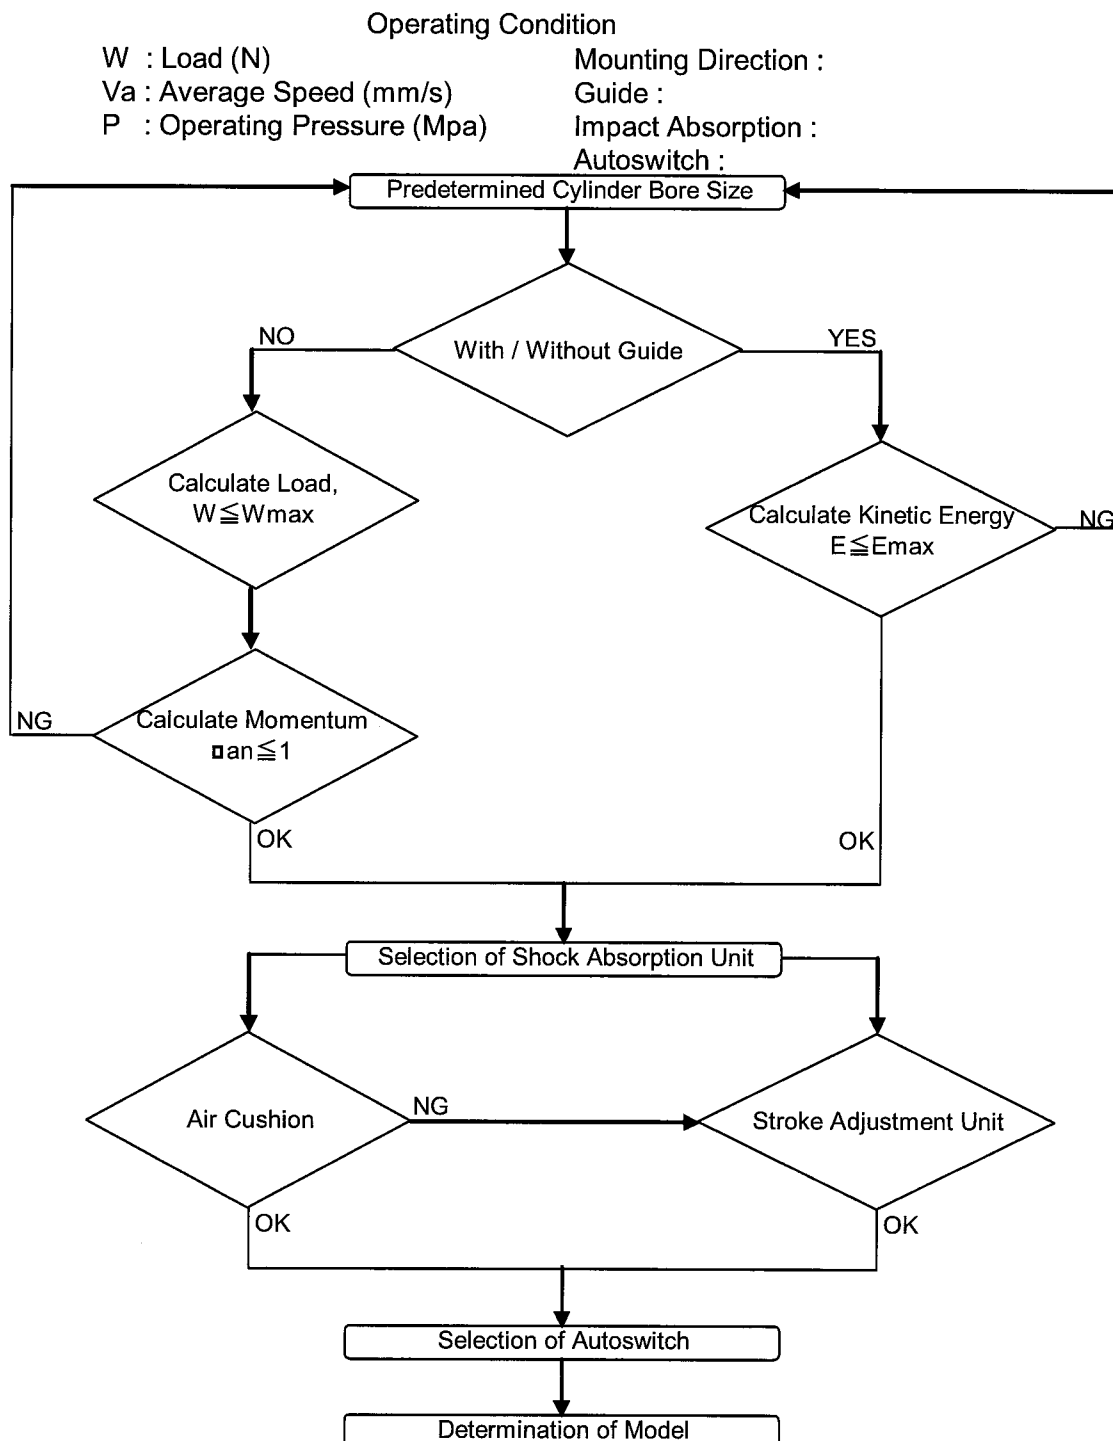 Operating Condition
W : Load (N)
Va : Average Speed (mm/s)
P : Operating Pressure (Mpa)
Mounting Direction :
Guide :
Impact Absorption :
Autoswitch :
Predetermined Cylinder Bore Size
With / Without Guide
NO
YES
Calculate Load,
W≦Wmax
Calculate Kinetic Energy
E≦Emax
NG
Calculate Momentum
◘an≦1
NG
OK
OK
Selection of Shock Absorption Unit
Air Cushion
NG
Stroke Adjustment Unit
OK
OK
Selection of Autoswitch
Determination of Model